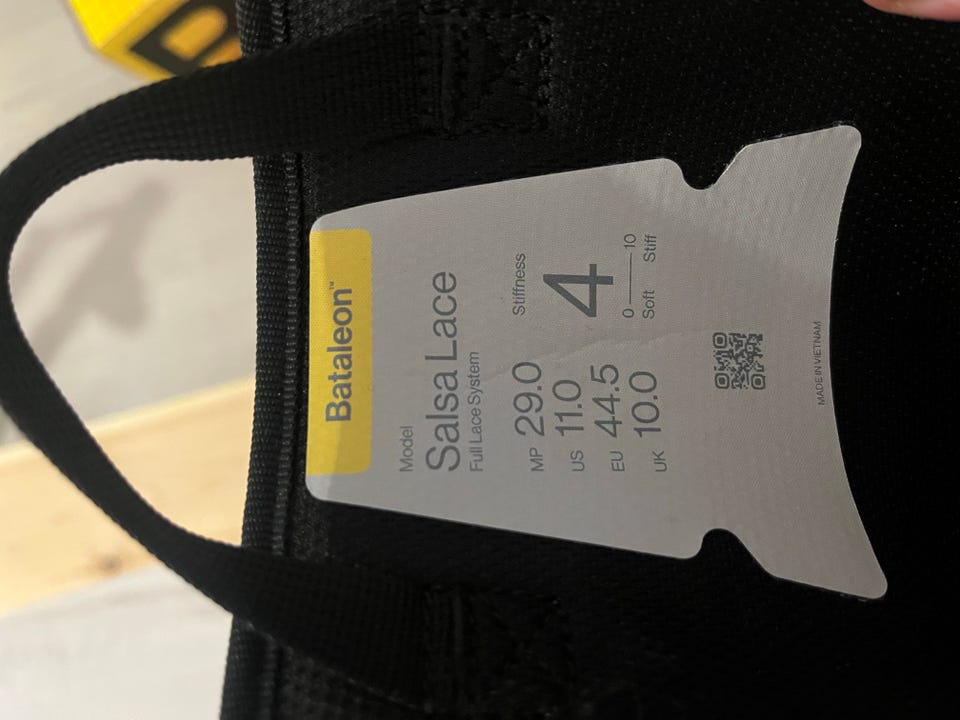 Bataleon™
Model
Salsa Lace
Full Lace System
MP 29.0
US 11.0
EU 44.5
UK 10.0
Stiffness
4
0 10
Soft Stiff
MADE IN VIETNAM